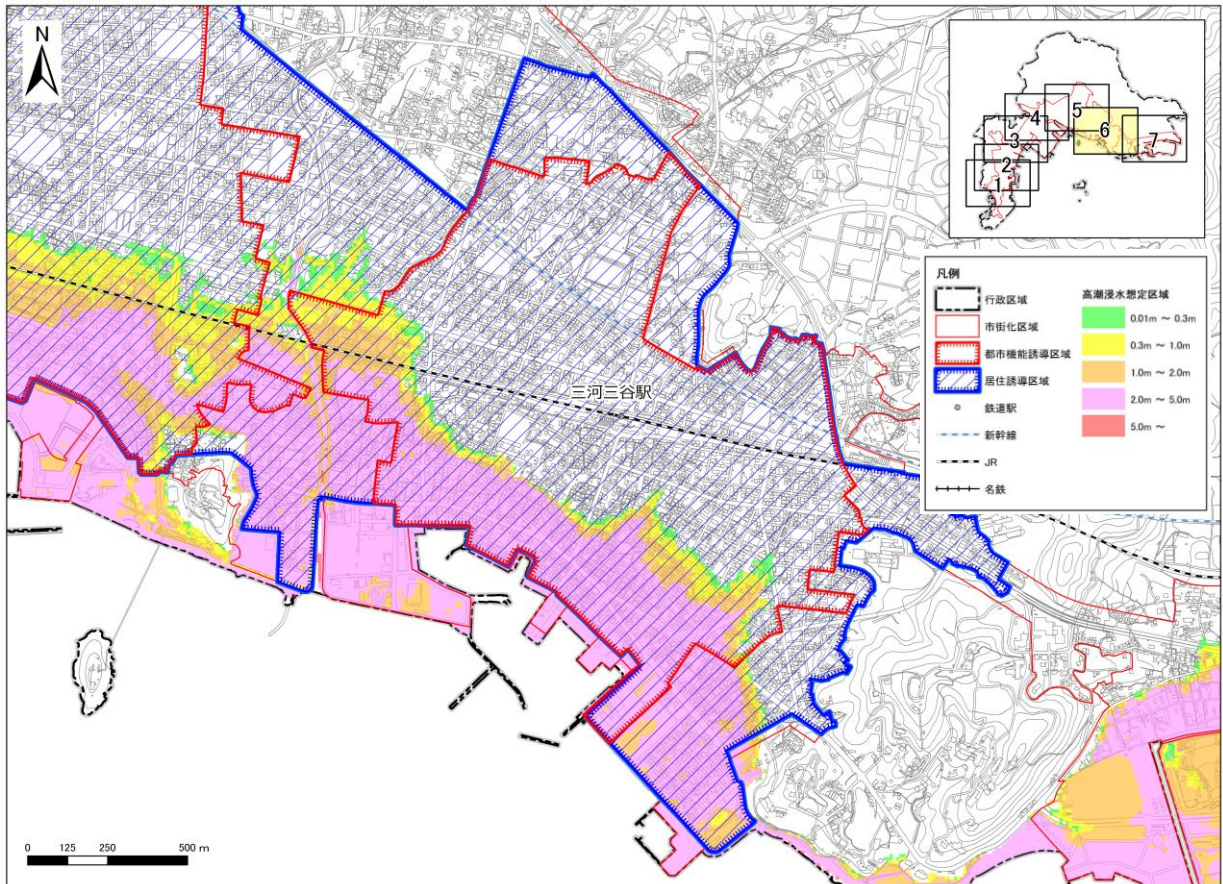 N
5
4
6
3
7
2
1
凡例
行政区域
市街化区域
都市機能誘導区域
居住誘導区域
鉄道駅
新幹線
JR
名鉄
高潮浸水想定区域
0.01m ～ 0.3m
0.3m ～ 1.0m
1.0m ～ 2.0m
2.0m ～ 5.0m
5.0m ～
三河三谷駅
0 125 250 500 m